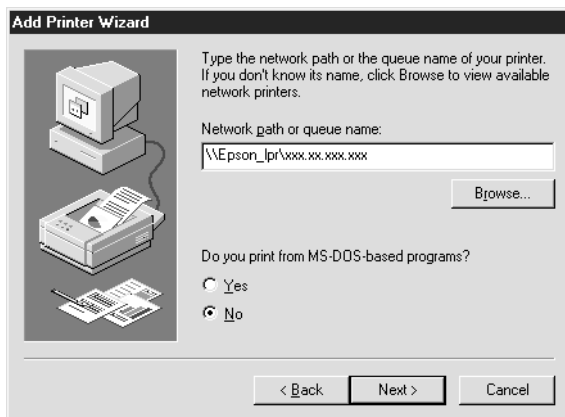 Add Printer Wizard
Type the network path or the queue name of your printer.
If you don't know its name, click Browse to view available
network printers.
Network path or queue name:
\\Epson_lpr\xxx.xx.xxx.xxx
Browse...
Do you print from MS-DOS-based programs?
Yes
No
< Back
Next >
Cancel